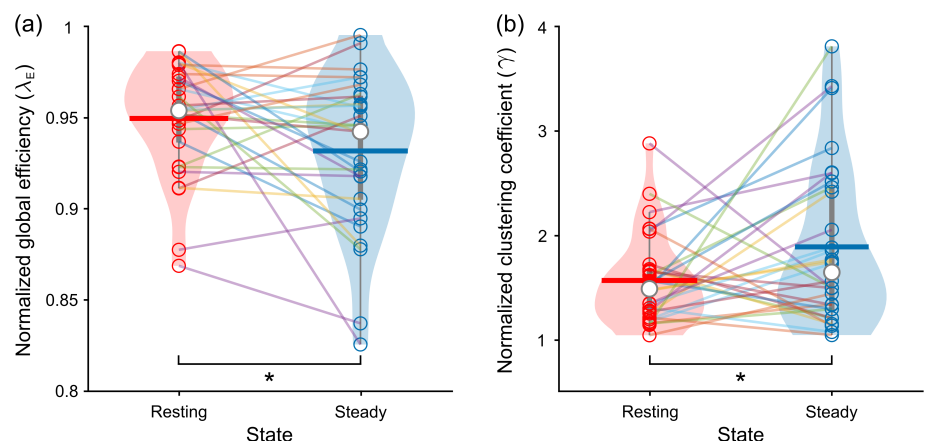 (a)
Normalized global efficiency (λE)
1
0.95
0.9
0.85
0.8
*
Resting
Steady
State
(b)
Normalized clustering coefficient (γ)
4
3
2
1
*
Resting
Steady
State